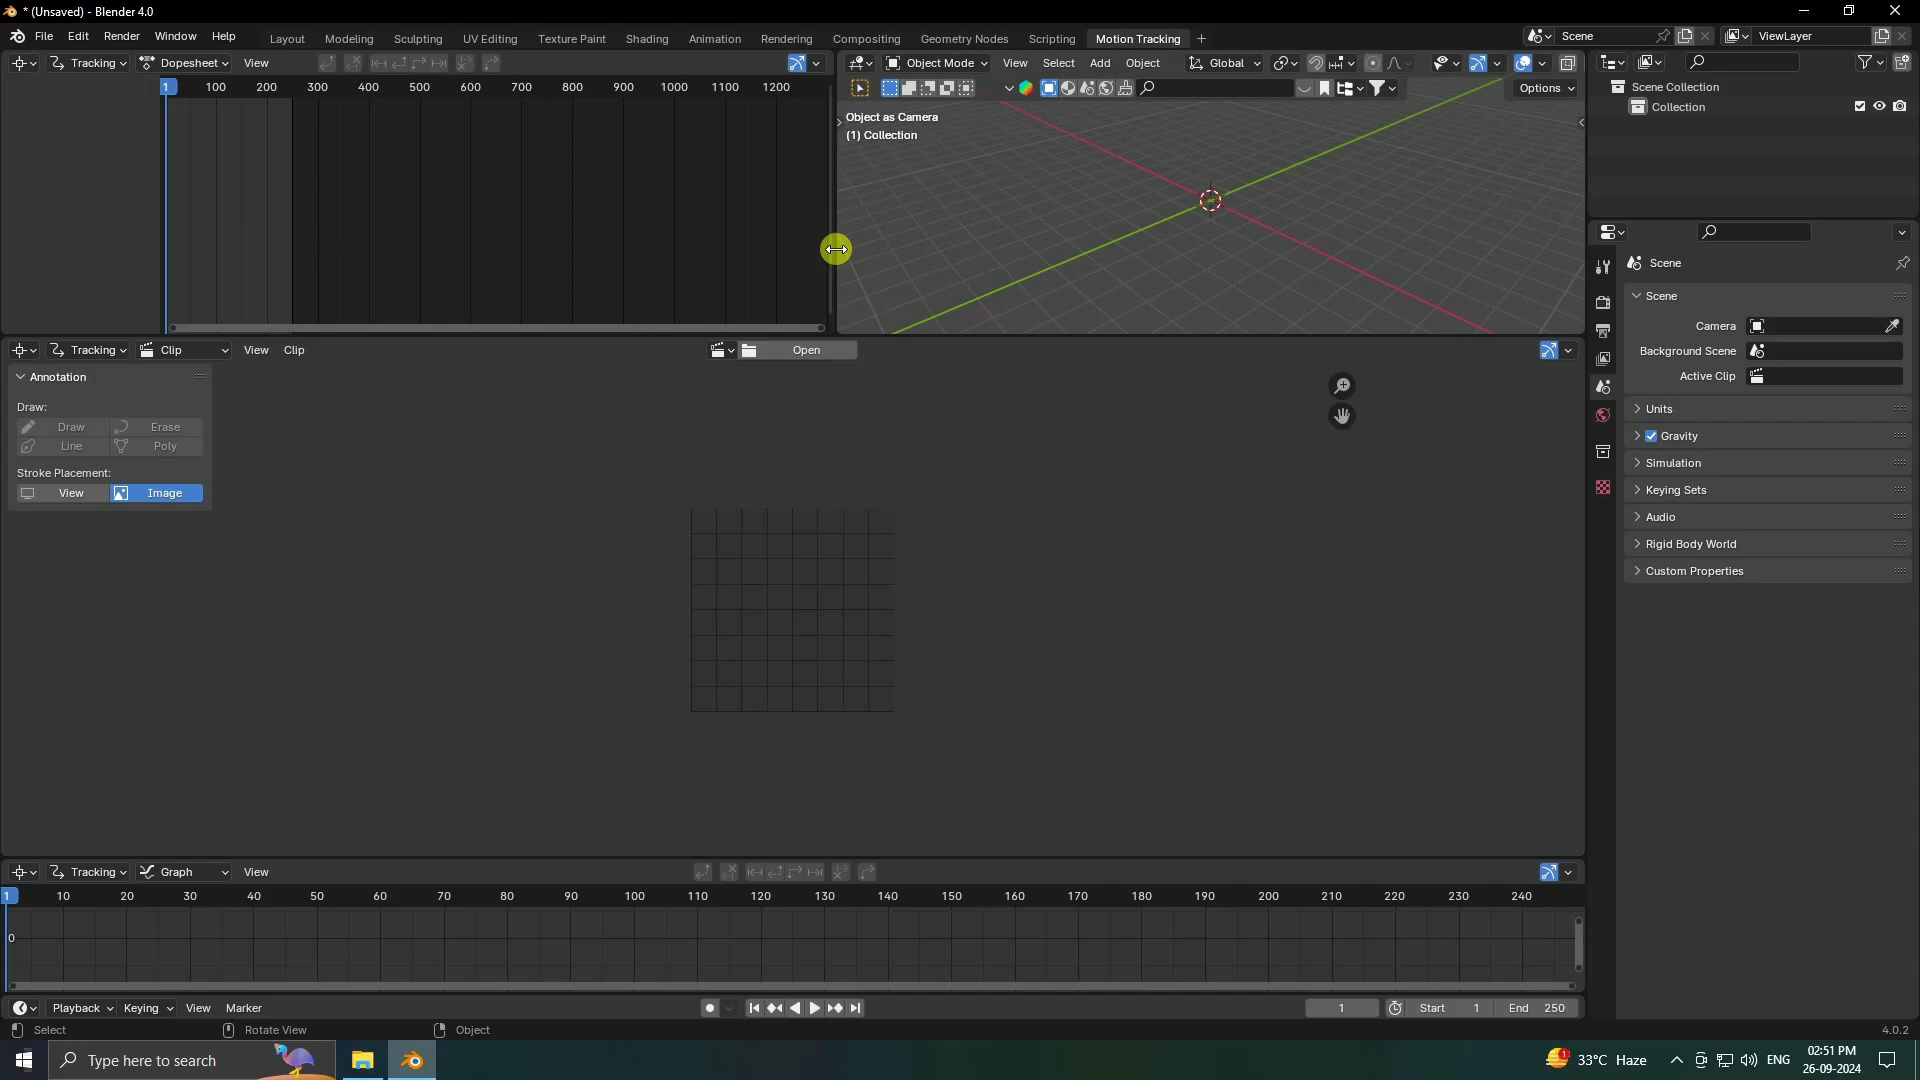 * (Unsaved) - Blender 4.0
File Edit Render Window Help Layout Modeling Sculpting UV Editing Texture Paint Shading Animation Rendering Compositing Geometry Nodes Scripting Motion Tracking + Scene ViewLayer
Tracking Dopesheet View
1 100 200 300 400 500 600 700 800 900 1000 1100 1200
Object Mode View Select Add Object Global
Options
Object as Camera
(1) Collection
Scene Collection
Collection
Scene
Scene
Camera
Background Scene
Active Clip
Units
Gravity
Simulation
Keying Sets
Audio
Rigid Body World
Custom Properties
Tracking Clip View Clip Open
Annotation
Draw:
Draw Erase
Line Poly
Stroke Placement:
View Image
Tracking Graph View
1 10 20 30 40 50 60 70 80 90 100 110 120 130 140 150 160 170 180 190 200 210 220 230 240
0
Playback Keying View Marker 1 Start 1 End 250
Select Rotate View Object 4.0.2
Type here to search 1 33°C Haze ENG 02:51 PM
26-09-2024